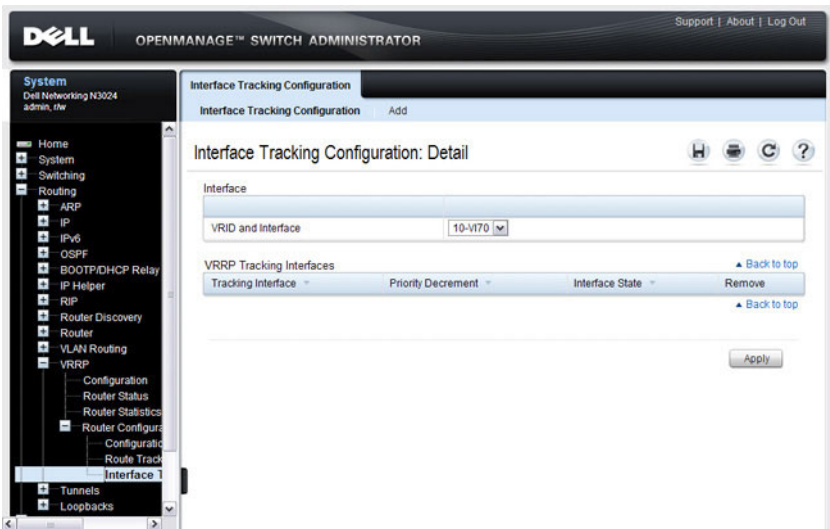 Support | About | Log Out
DELL
OPENMANAGE™ SWITCH ADMINISTRATOR
System
Dell Networking N3024
admin, r/w
Home
System
Switching
Routing
ARP
IP
IPv6
OSPF
BOOTP/DHCP Relay
IP Helper
RIP
Router Discovery
Router
VLAN Routing
VRRP
Configuration
Router Status
Router Statistics
Router Configura
Configuratio
Route Track
Interface T
Tunnels
Loopbacks
Interface Tracking Configuration
Interface Tracking Configuration Add
Interface Tracking Configuration: Detail
Interface
VRID and Interface 10-Vl70
VRRP Tracking Interfaces Back to top
Tracking Interface Priority Decrement Interface State Remove
Back to top
Apply